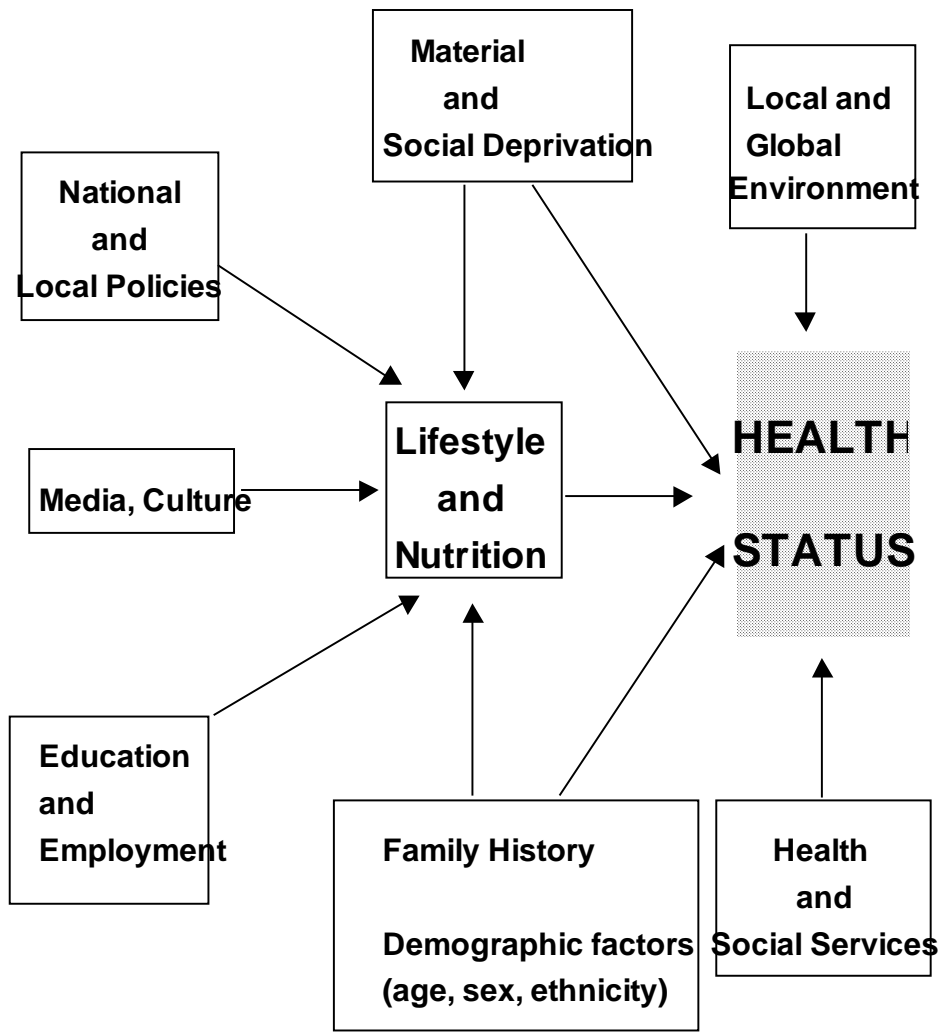 Material
and
Social Deprivation
Local and
Global
Environment
National
and
Local Policies
Lifestyle
and
Nutrition
HEALTH
STATUS
Media, Culture
Education
and
Employment
Family History
Demographic factors
(age, sex, ethnicity)
Health
and
Social Services